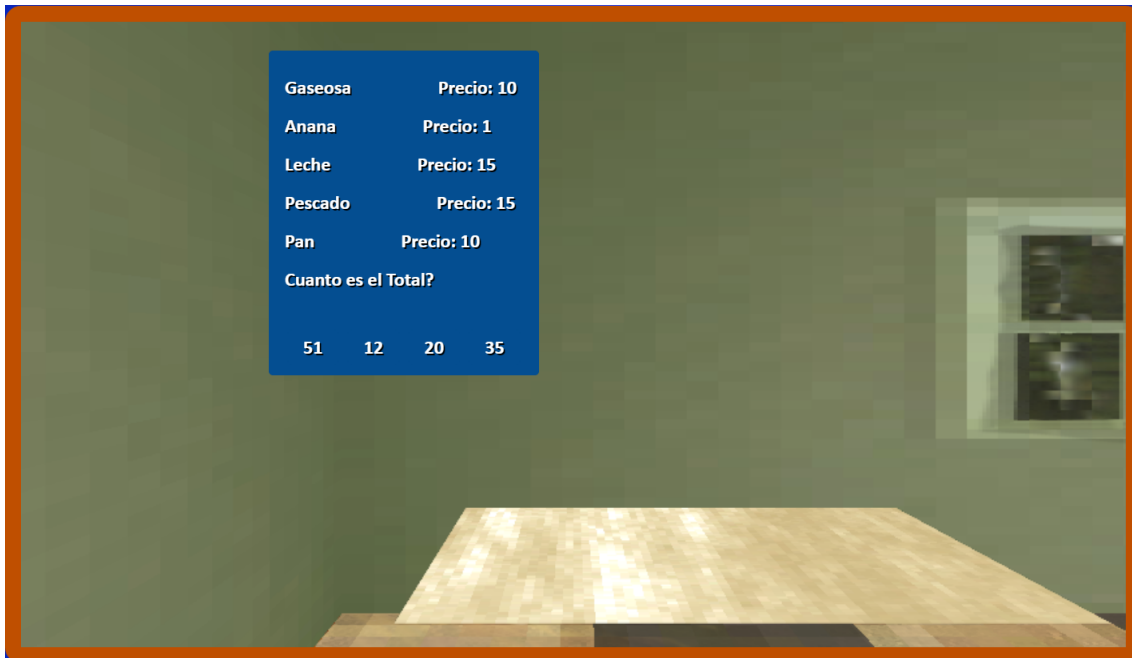 Gaseosa Precio: 10
Anana Precio: 1
Leche Precio: 15
Pescado Precio: 15
Pan Precio: 10
Cuanto es el Total?
51 12 20 35